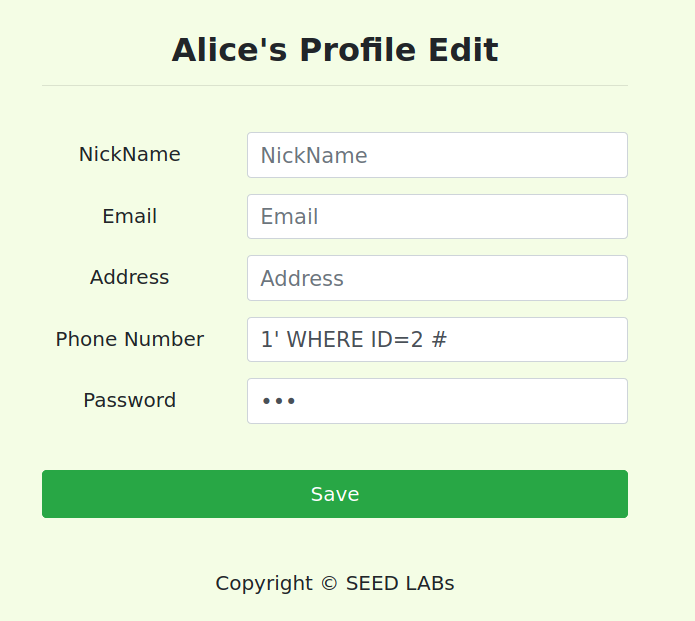 Alice's Profile Edit
NickName NickName
Email Email
Address Address
Phone Number 1' WHERE ID=2 #
Password •••
Save
Copyright © SEED LABs